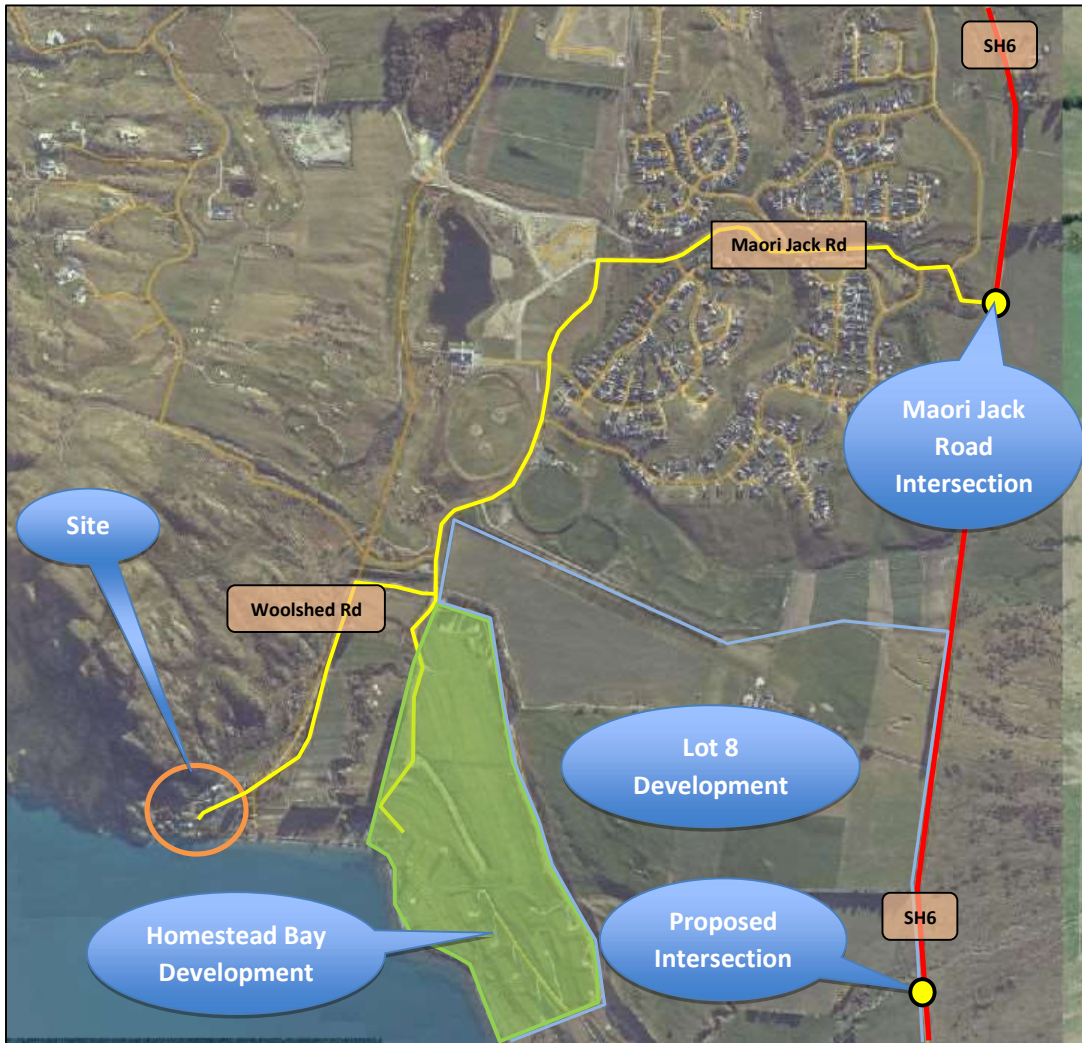 SH6
Maori Jack Rd
Maori Jack
Road
Intersection
Site
Woolshed Rd
Lot 8
Development
Homestead Bay
Development
Proposed
Intersection
SH6